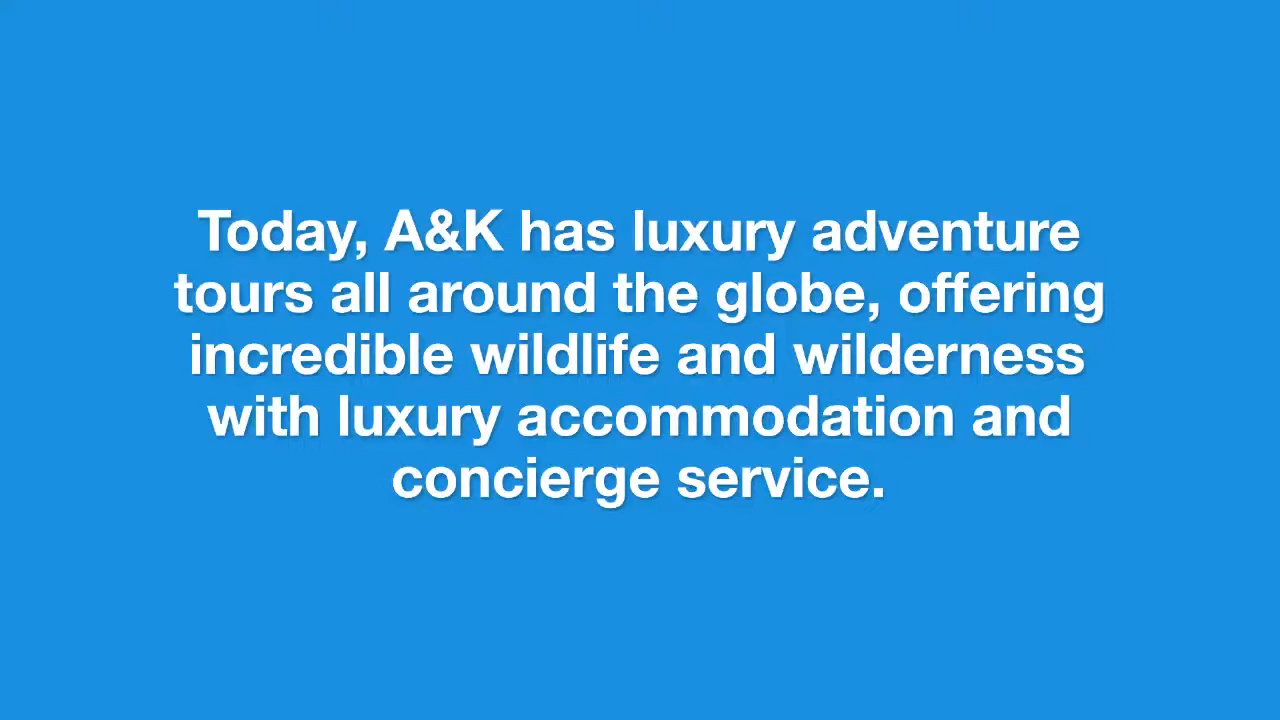 Today, A&K has luxury adventure
tours all around the globe, offering
incredible wildlife and wilderness
with luxury accommodation and
concierge service.